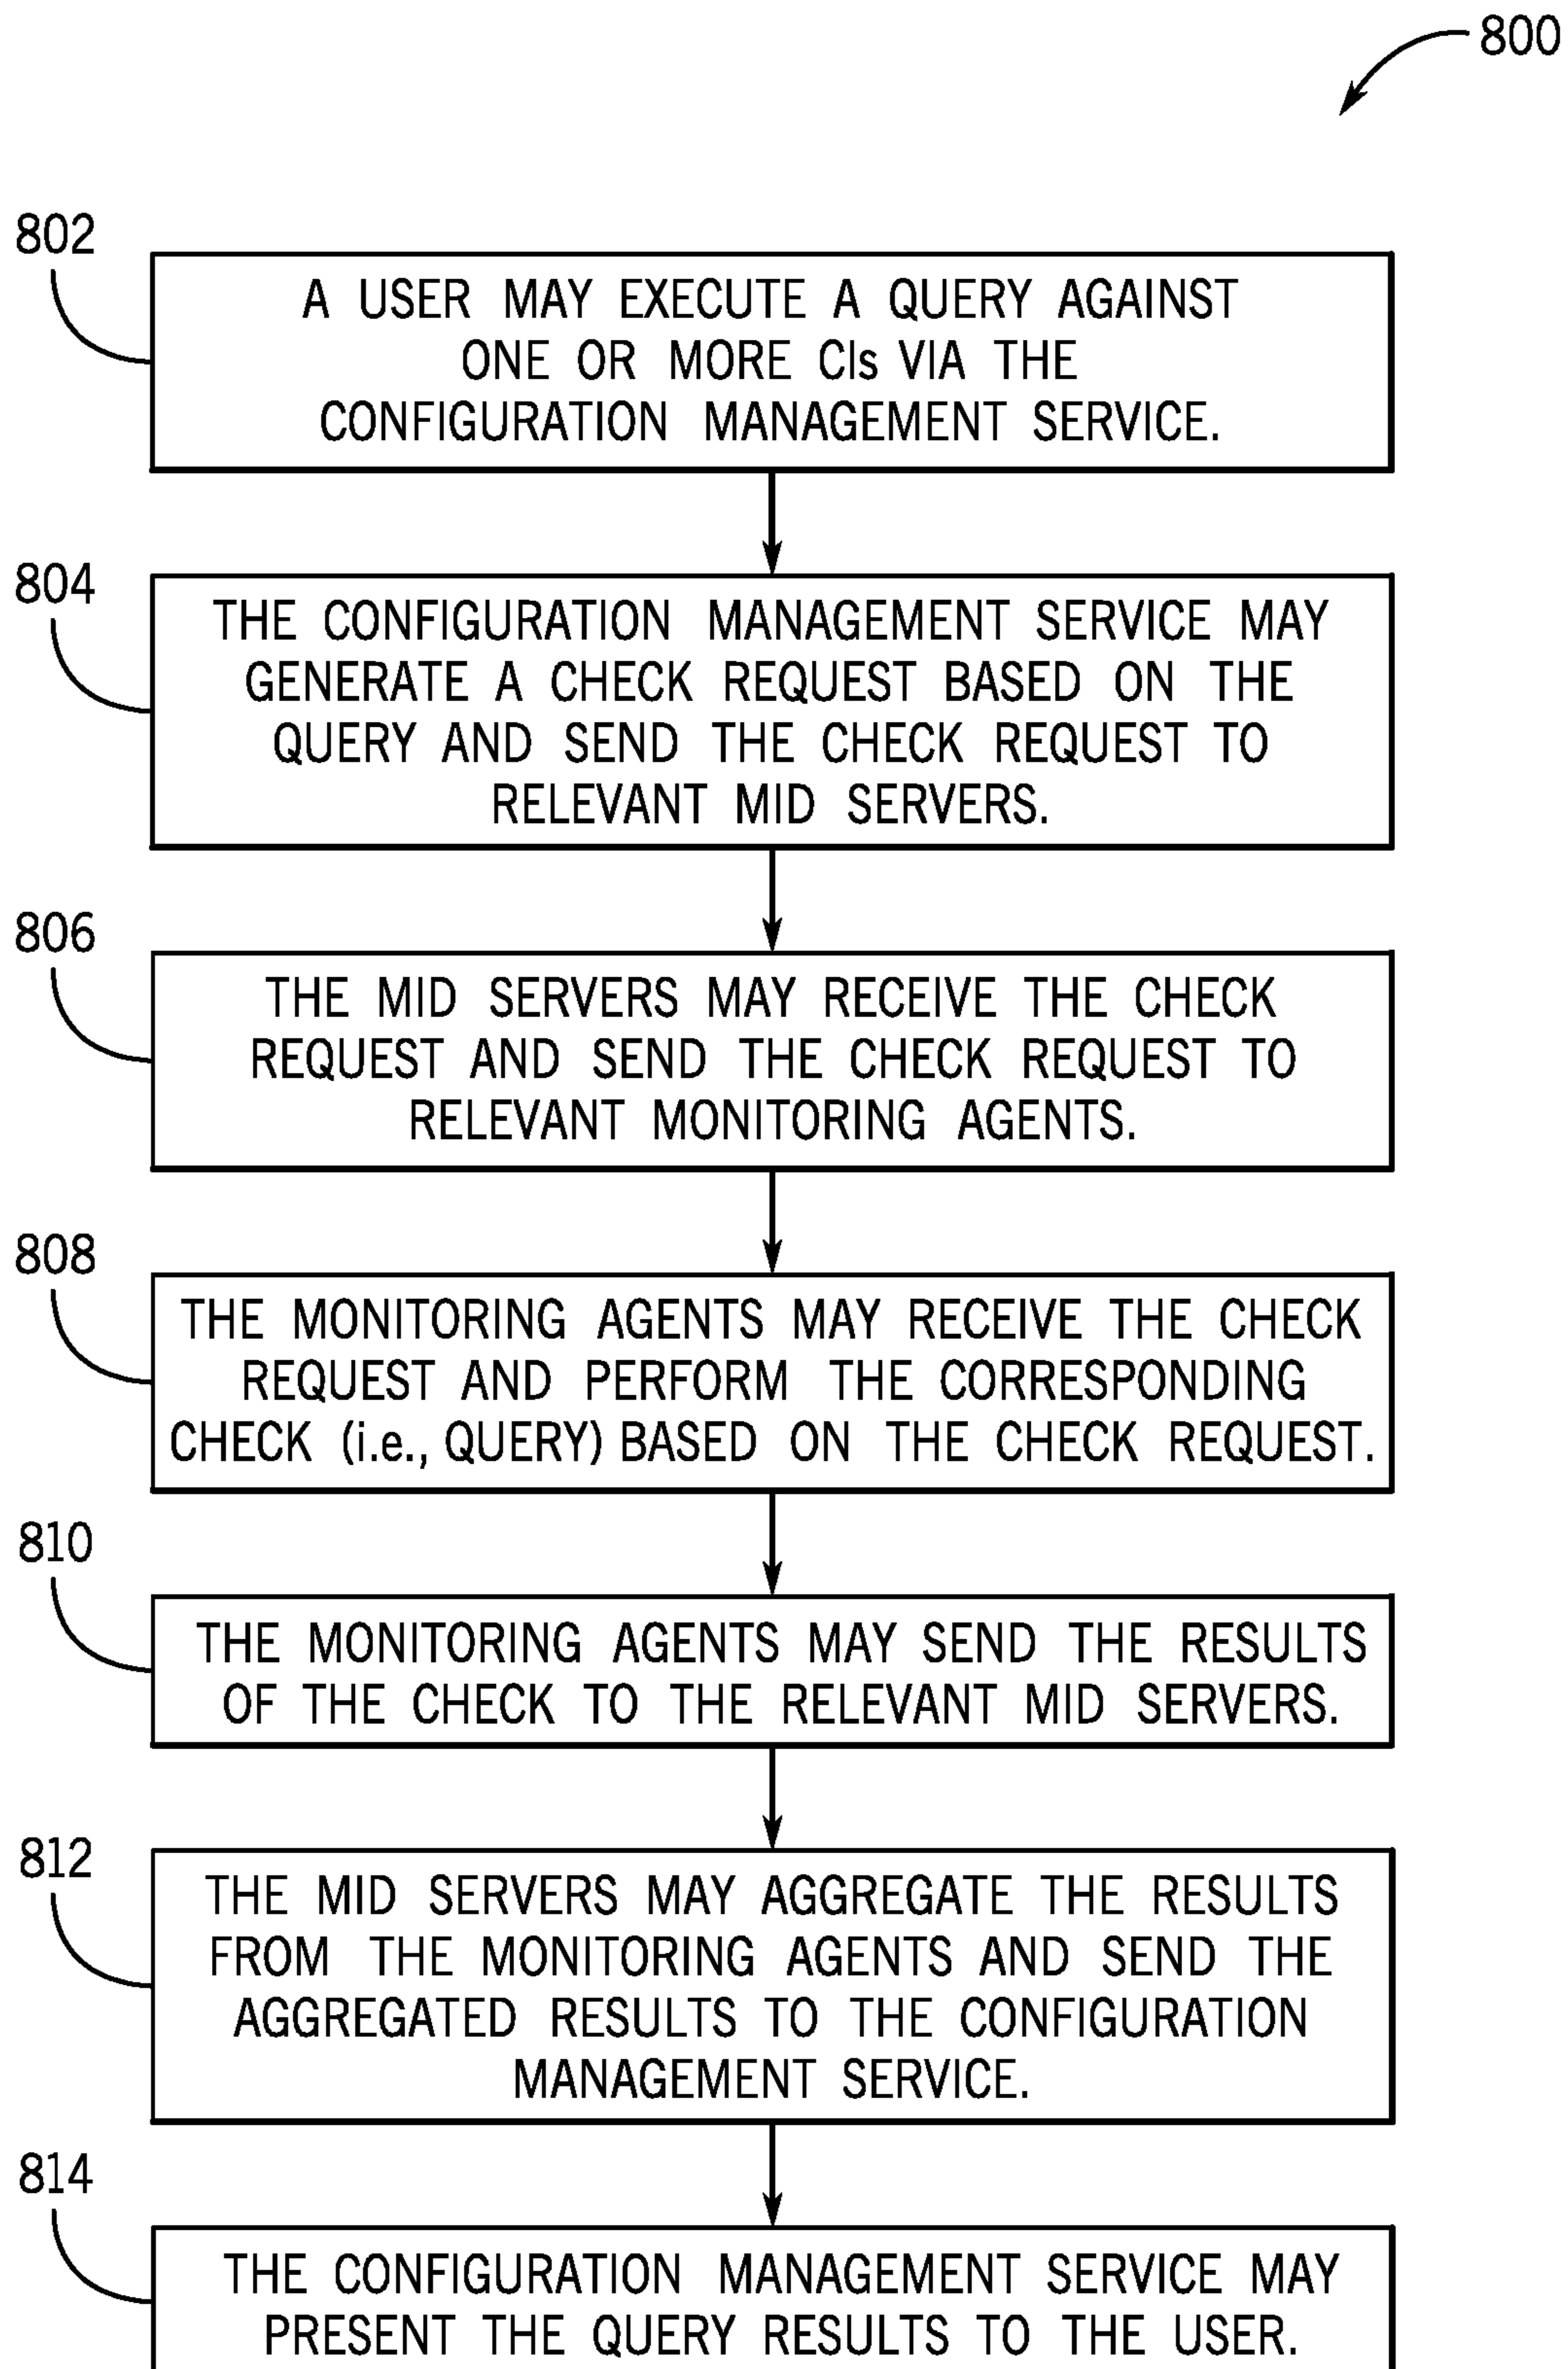 800
802
A USER MAY EXECUTE A QUERY AGAINST
ONE OR MORE CIs VIA THE
CONFIGURATION MANAGEMENT SERVICE.
804
THE CONFIGURATION MANAGEMENT SERVICE MAY
GENERATE A CHECK REQUEST BASED ON THE
QUERY AND SEND THE CHECK REQUEST TO
RELEVANT MID SERVERS.
806
THE MID SERVERS MAY RECEIVE THE CHECK
REQUEST AND SEND THE CHECK REQUEST TO
RELEVANT MONITORING AGENTS.
808
THE MONITORING AGENTS MAY RECEIVE THE CHECK
REQUEST AND PERFORM THE CORRESPONDING
CHECK (i.e., QUERY) BASED ON THE CHECK REQUEST.
810
THE MONITORING AGENTS MAY SEND THE RESULTS
OF THE CHECK TO THE RELEVANT MID SERVERS.
812
THE MID SERVERS MAY AGGREGATE THE RESULTS
FROM THE MONITORING AGENTS AND SEND THE
AGGREGATED RESULTS TO THE CONFIGURATION
MANAGEMENT SERVICE.
814
THE CONFIGURATION MANAGEMENT SERVICE MAY
PRESENT THE QUERY RESULTS TO THE USER.